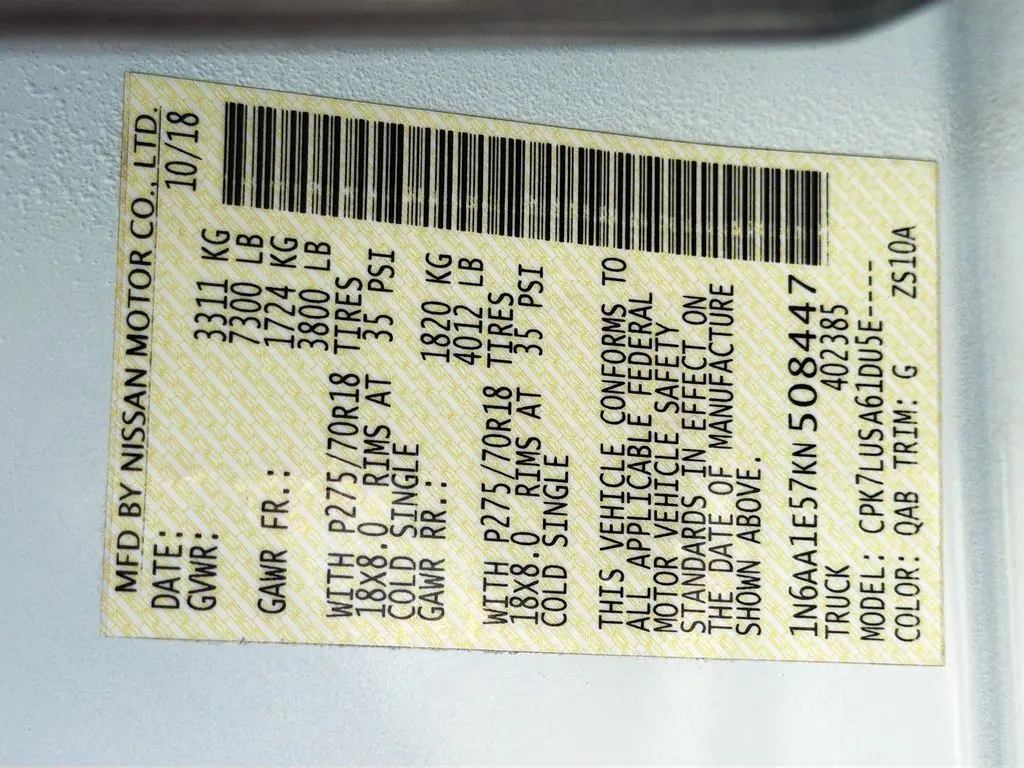 MFD BY NISSAN MOTOR CO., LTD.
DATE: 10/18
GVWR: 3311 KG
7300 LB
GAWR FR.: 1724 KG
3800 LB
WITH P275/70R18 TIRES
18X8.0 RIMS AT 35 PSI
COLD SINGLE
GAWR RR.: 1820 KG
4012 LB
WITH P275/70R18 TIRES
18X8.0 RIMS AT 35 PSI
COLD SINGLE
THIS VEHICLE CONFORMS TO
ALL APPLICABLE FEDERAL
MOTOR VEHICLE SAFETY
STANDARDS IN EFFECT ON
THE DATE OF MANUFACTURE
SHOWN ABOVE.
1N6AA1E57KN508447
TRUCK 402385
MODEL: CPK7LUSA61DU5E----
COLOR: QAB TRIM: G ZS10A